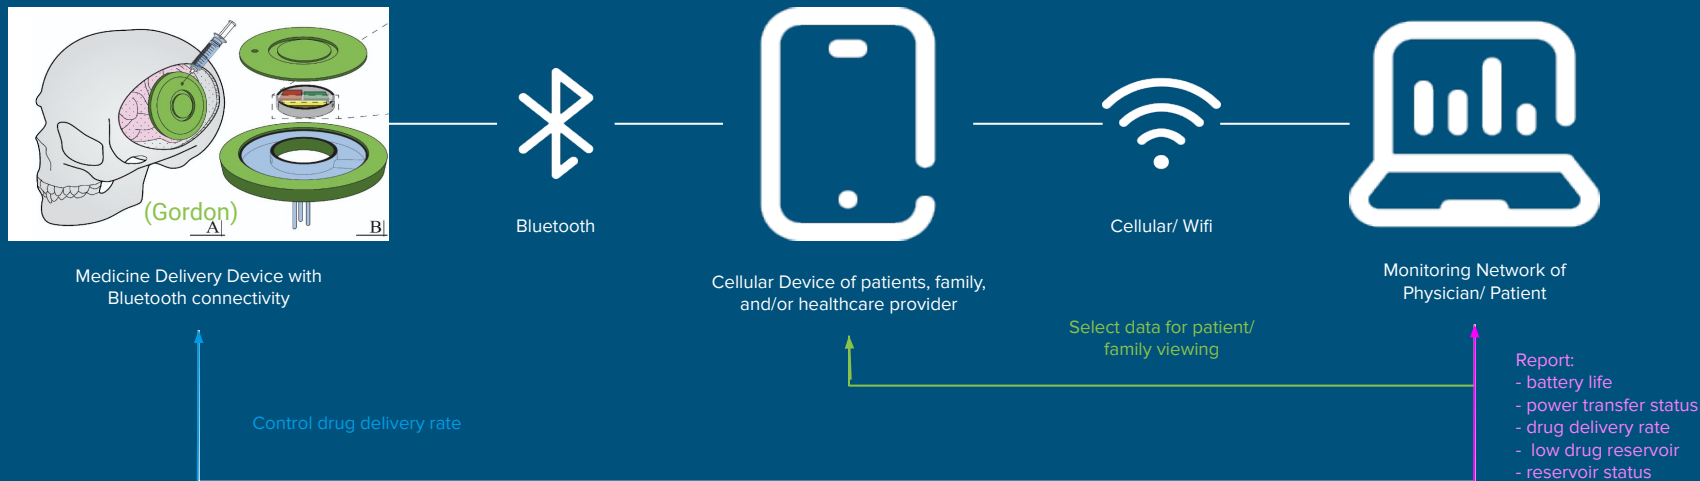 (Gordon)
A
B
Bluetooth
Cellular/ Wifi
Medicine Delivery Device with
Bluetooth connectivity
Cellular Device of patients, family,
and/or healthcare provider
Monitoring Network of
Physician/ Patient
Select data for patient/
family viewing
Control drug delivery rate
Report:
- battery life
- power transfer status
- drug delivery rate
-  low drug reservoir
- reservoir status